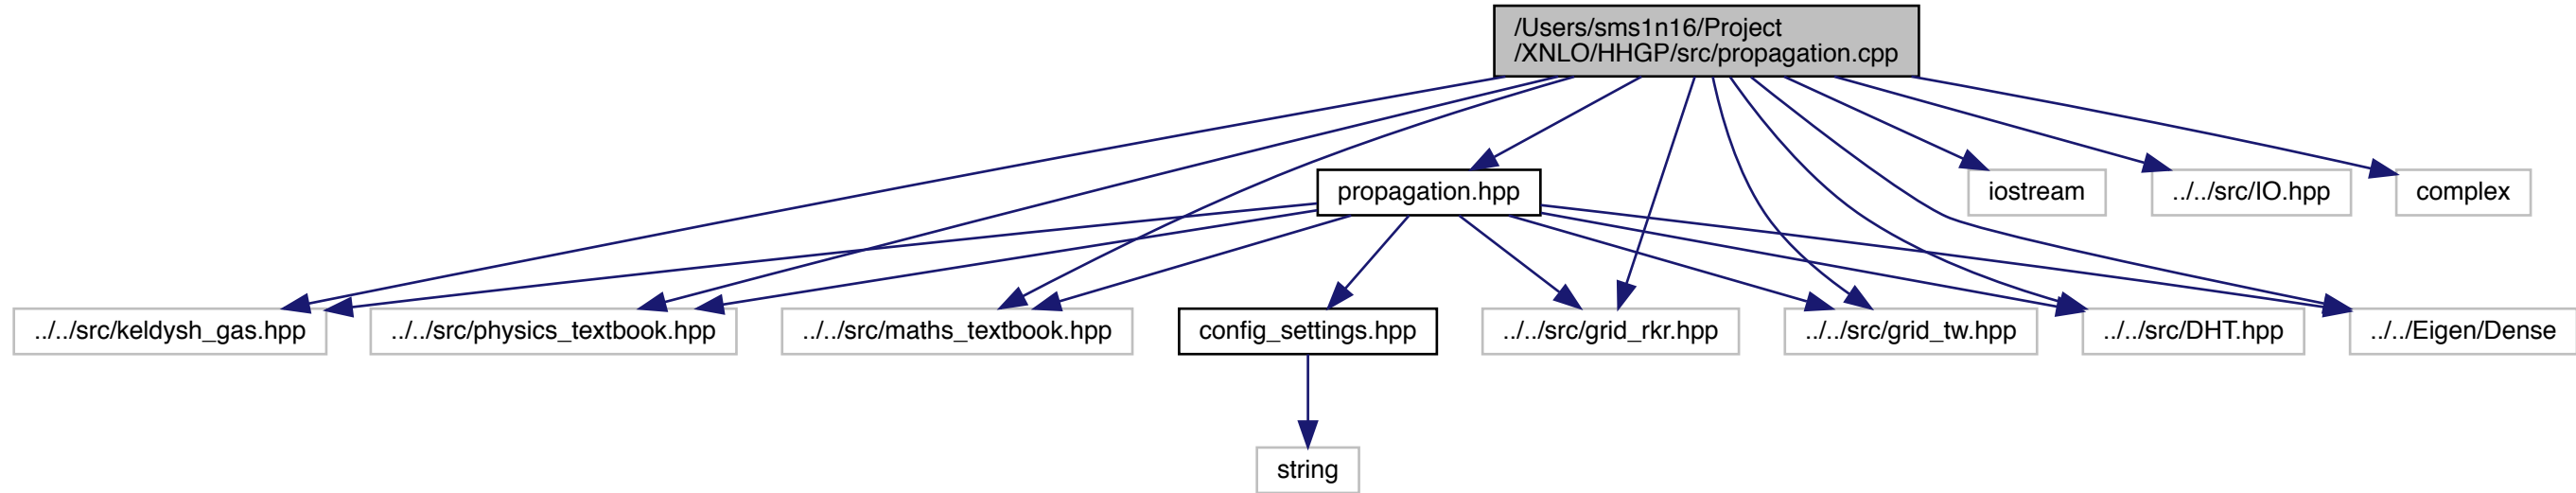 /Users/sms1n16/Project
/XNLO/HHGP/src/propagation.cpp
propagation.hpp
iostream
../../src/IO.hpp
complex
../../src/keldysh_gas.hpp
../../src/physics_textbook.hpp
../../src/maths_textbook.hpp
config_settings.hpp
../../src/grid_rkr.hpp
../../src/grid_tw.hpp
../../src/DHT.hpp
../../Eigen/Dense
string